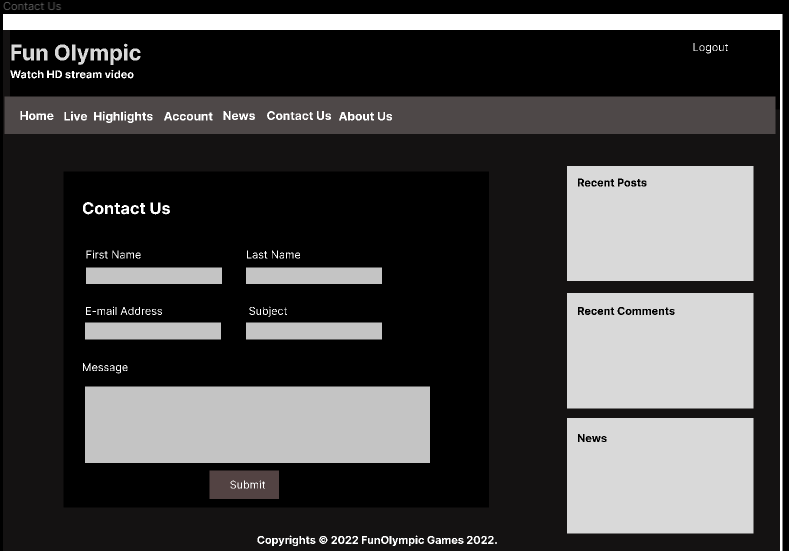 Contact Us
Fun Olympic
Logout
Watch HD stream video
Home Live Highlights Account News Contact Us About Us
Contact Us
First Name Last Name
E-mail Address Subject
Message
Submit
Recent Posts
Recent Comments
News
Copyrights © 2022 FunOlympic Games 2022.